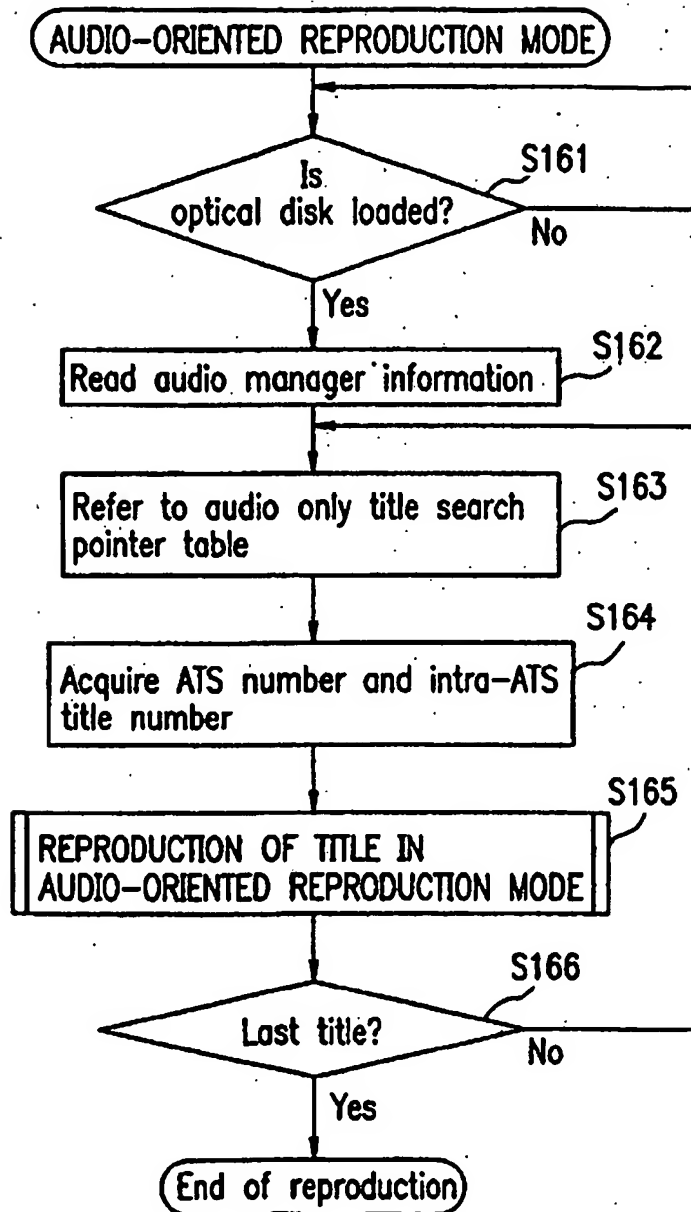 AUDIO-ORIENTED REPRODUCTION MODE
S161
Is
optical disk loaded?
No
Yes
S162
Read audio manager information
S163
Refer to audio only title search
pointer table
S164
Acquire ATS number and intra-ATS
title number
S165
REPRODUCTION OF TITLE IN
AUDIO-ORIENTED REPRODUCTION MODE
S166
Last title?
No
Yes
End of reproduction